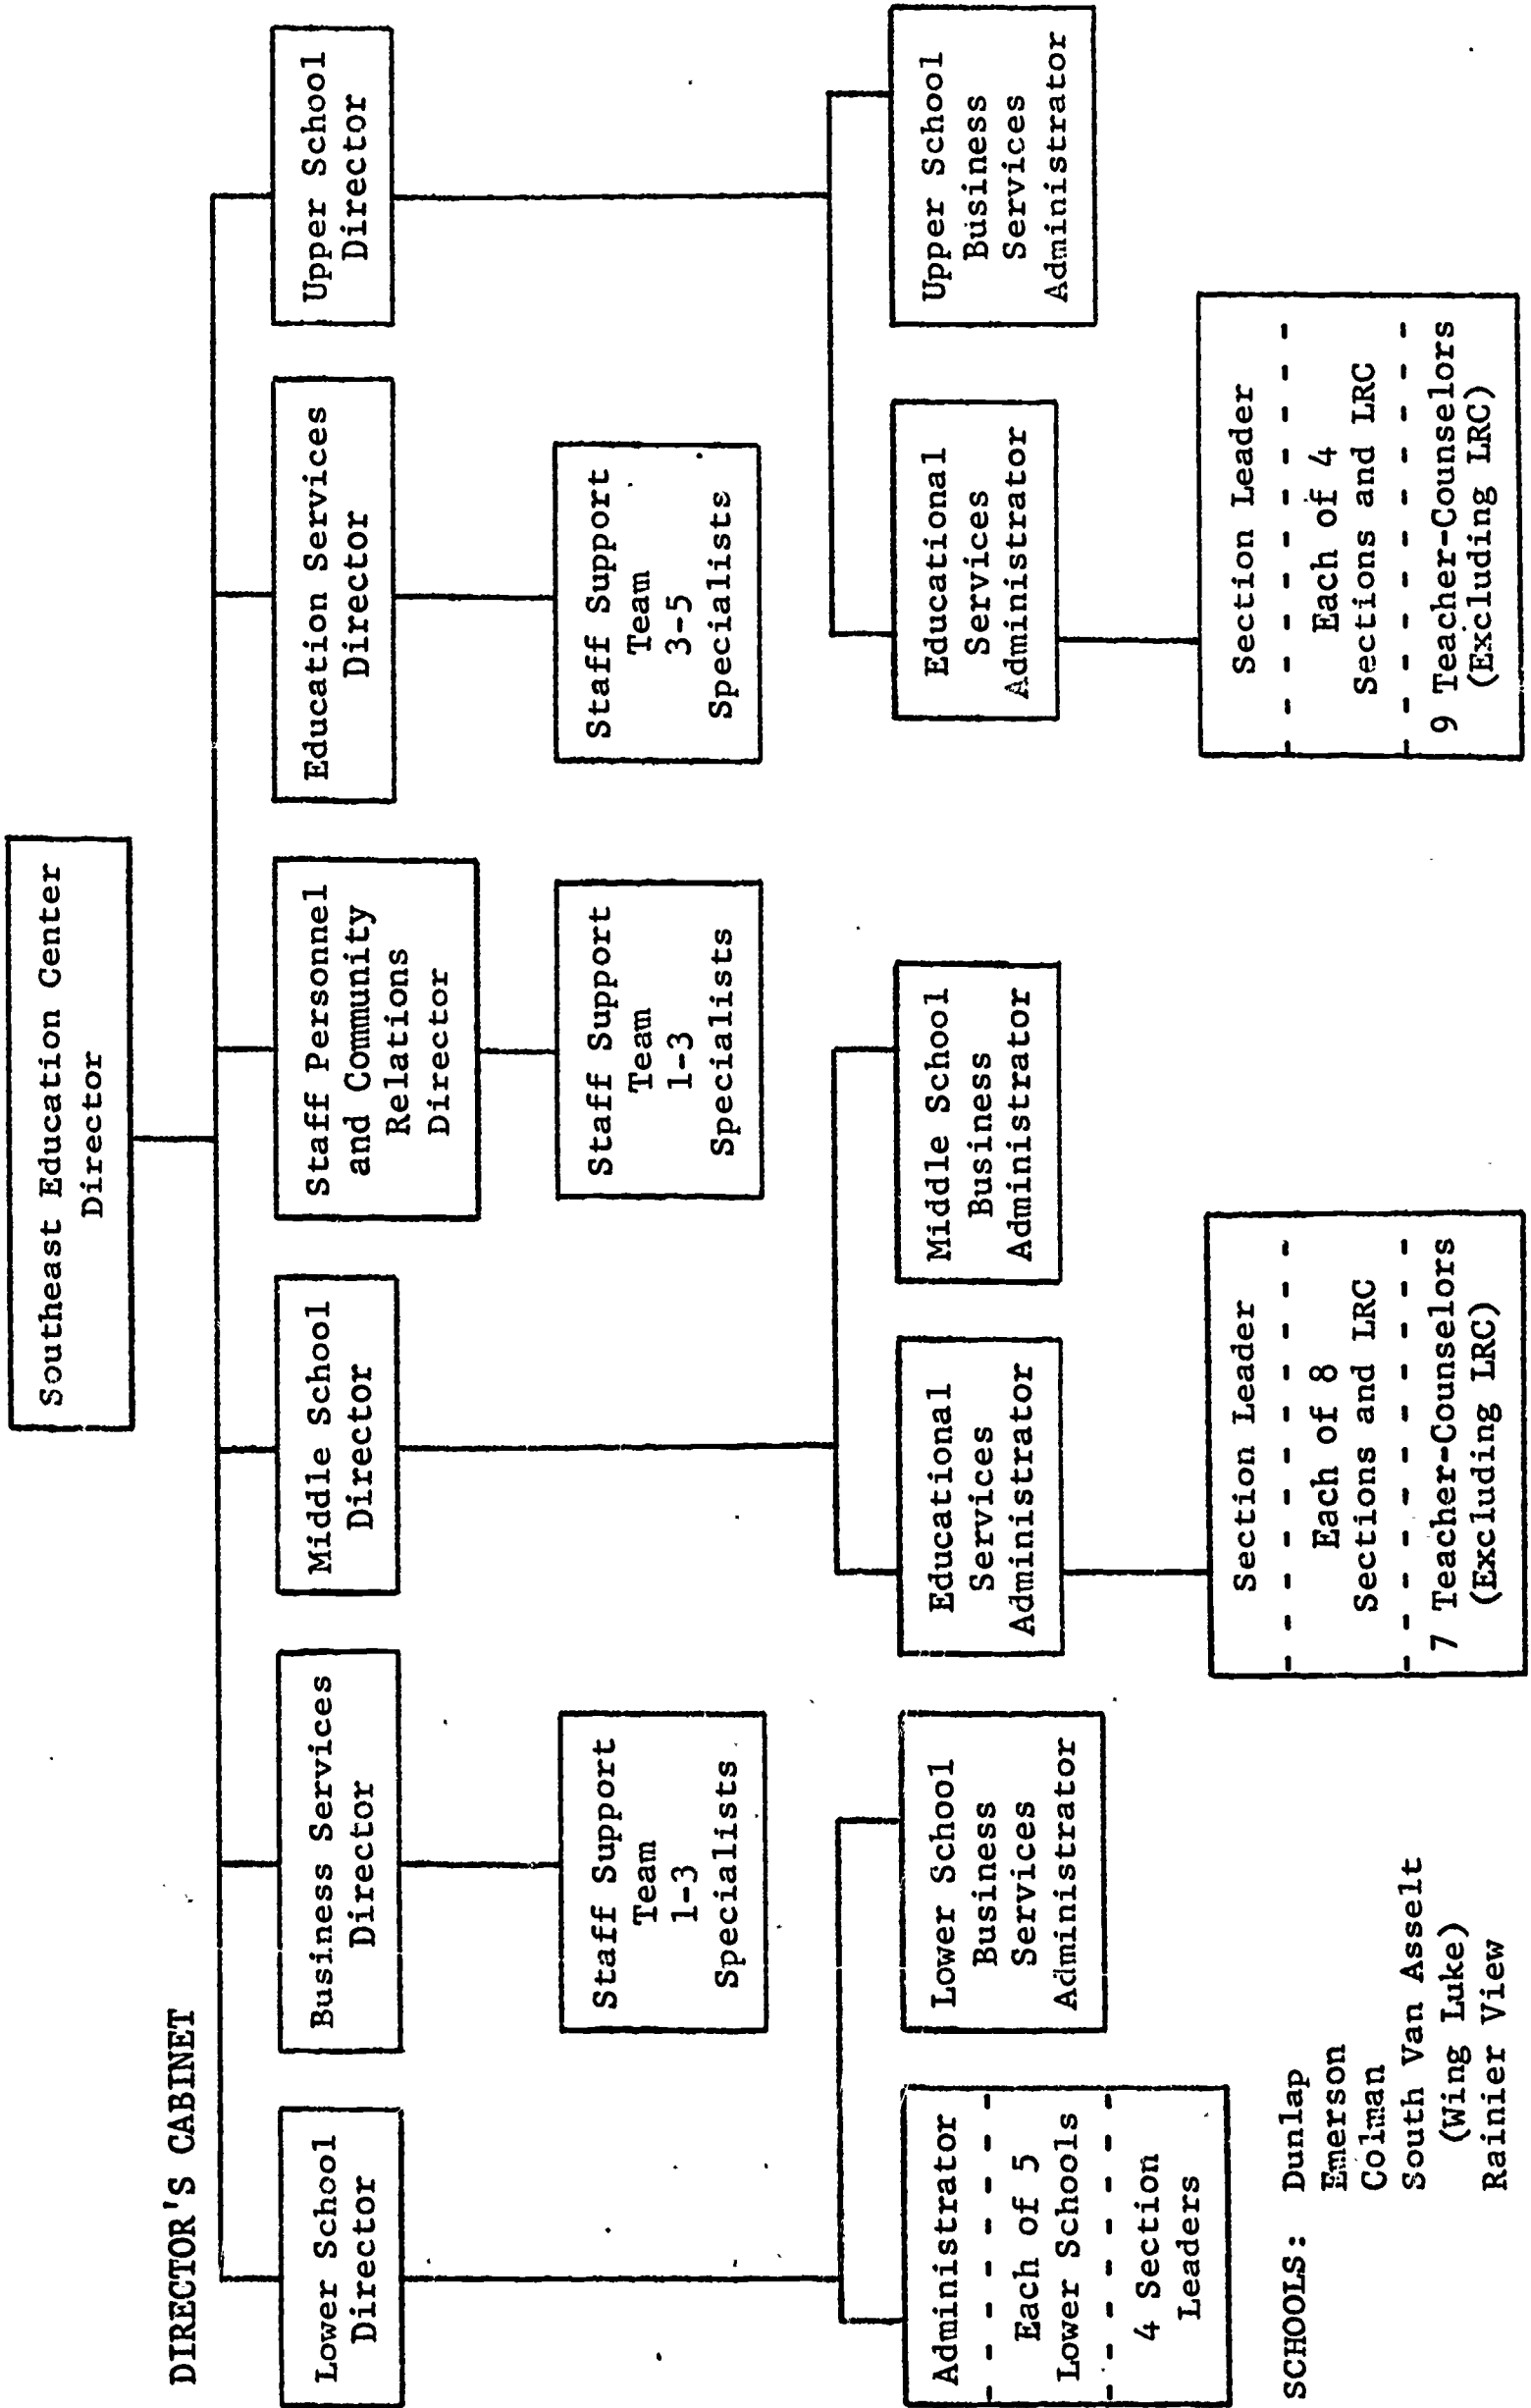 Southeast Education Center
Director
DIRECTOR'S CABINET
Lower School
Director
Business Services
Director
Middle School
Director
Staff Personnel
and Community
Relations
Director
Education Services
Director
Upper School
Director
Staff Support
Team
1-3
Specialists
Staff Support
Team
1-3
Specialists
Staff Support
Team
3-5
Specialists
Administrator
Each of 5
Lower Schools
4 Section
Leaders
Lower School
Business
Services
Administrator
Educational
Services
Administrator
Middle School
Business
Administrator
Educational
Services
Administrator
Upper School
Business
Services
Administrator
Section Leader
Each of 8
Sections and LRC
7 Teacher-Counselors
(Excluding LRC)
Section Leader
Each of 4
Sections and LRC
9 Teacher-Counselors
(Excluding LRC)
SCHOOLS: Dunlap
Emerson
Colman
South Van Asselt
(Wing Luke)
Rainier View